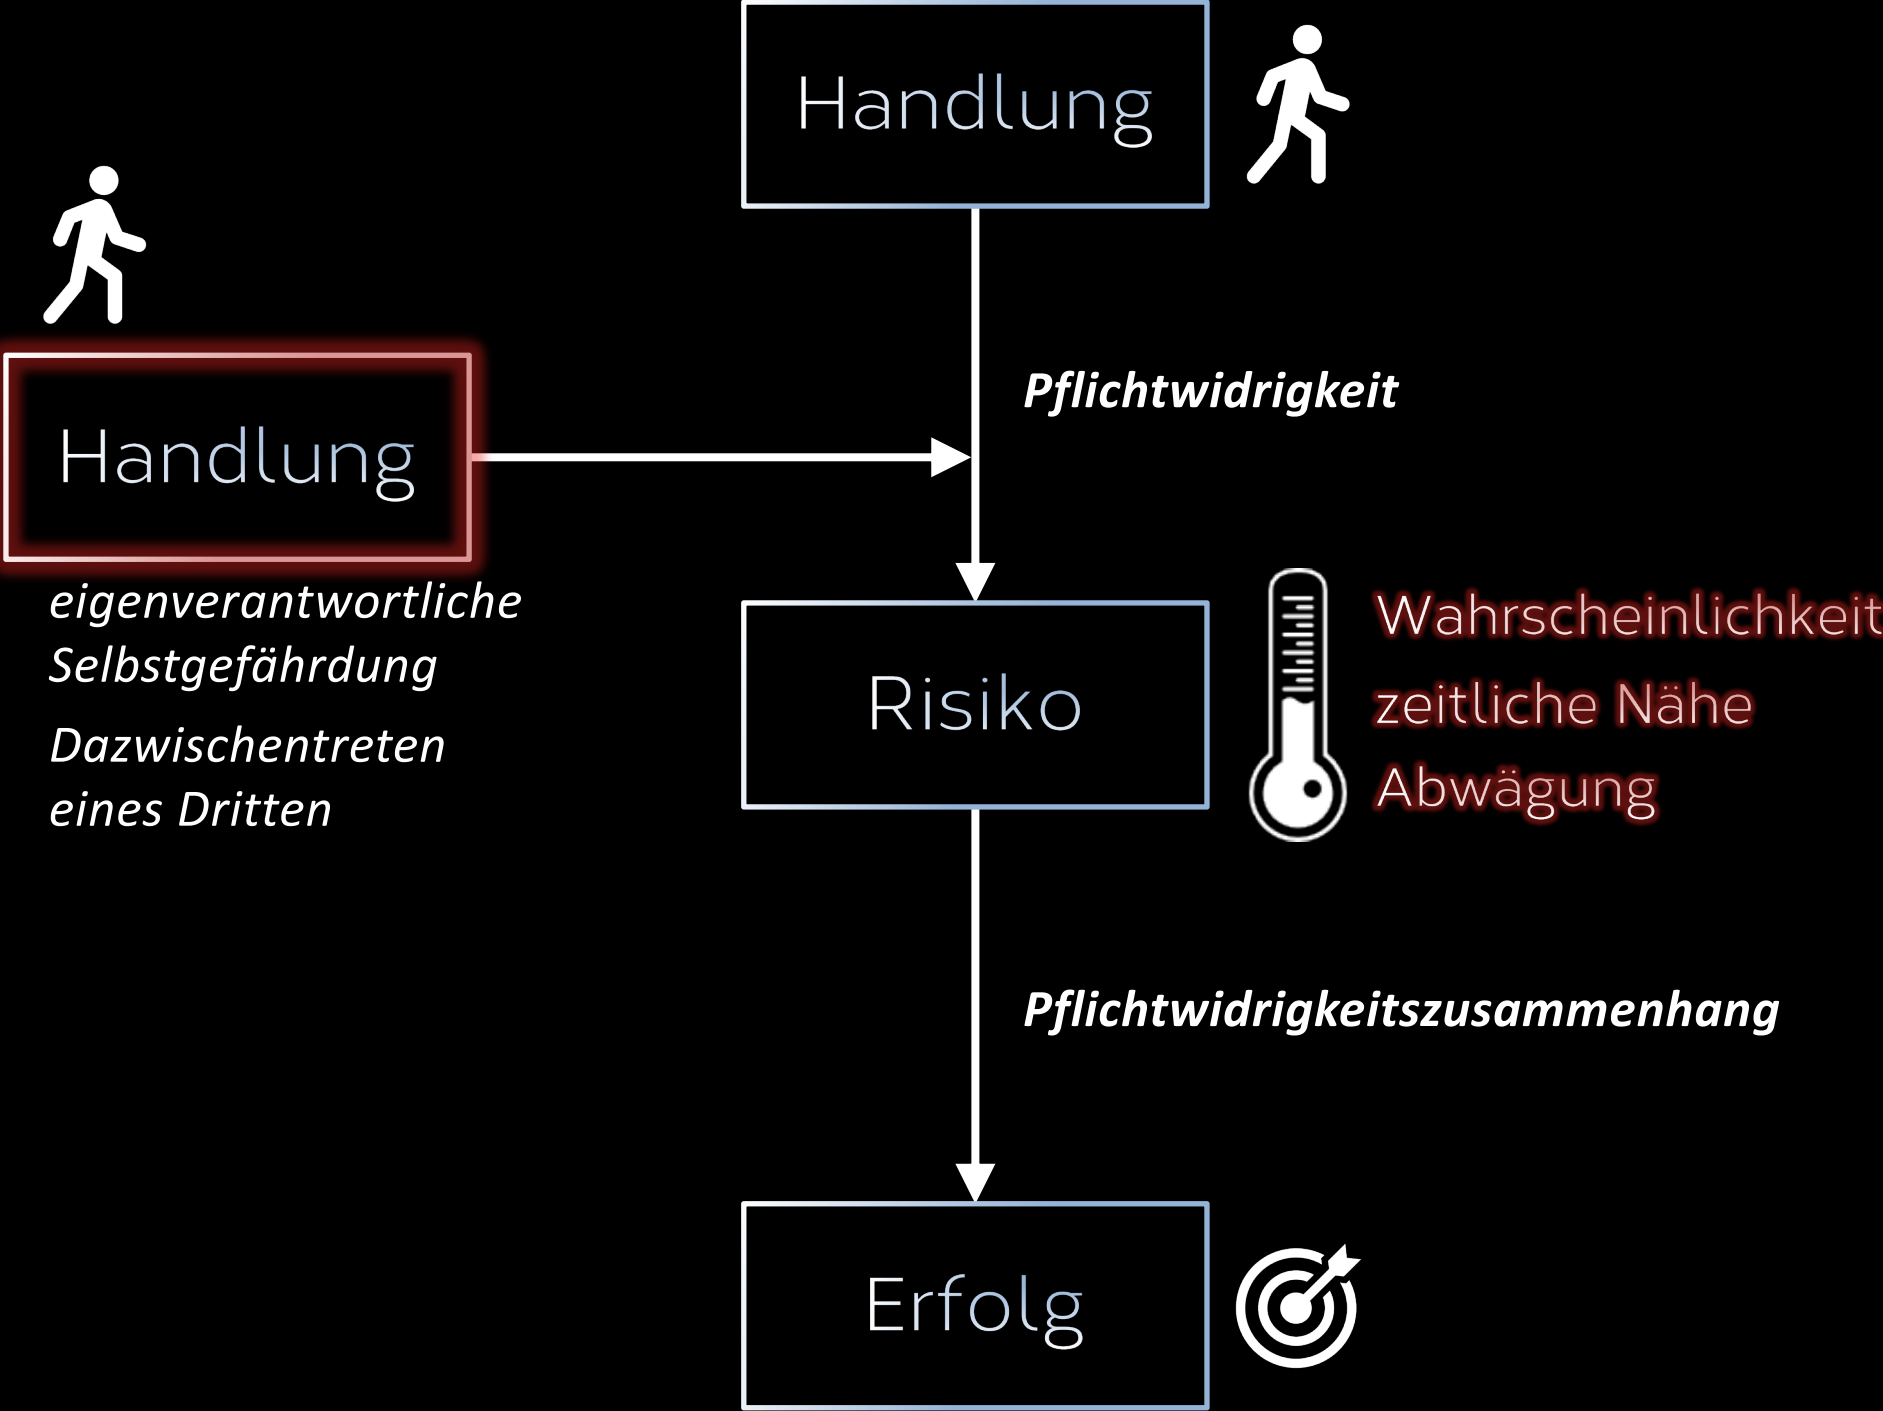 Handlung
Pflichtwidrigkeit
Handlung
eigenverantwortliche
Selbstgefährdung
Dazwischentreten
eines Dritten
Risiko
Wahrscheinlichkeit
zeitliche Nähe
Abwägung
Pflichtwidrigkeitszusammenhang
Erfolg